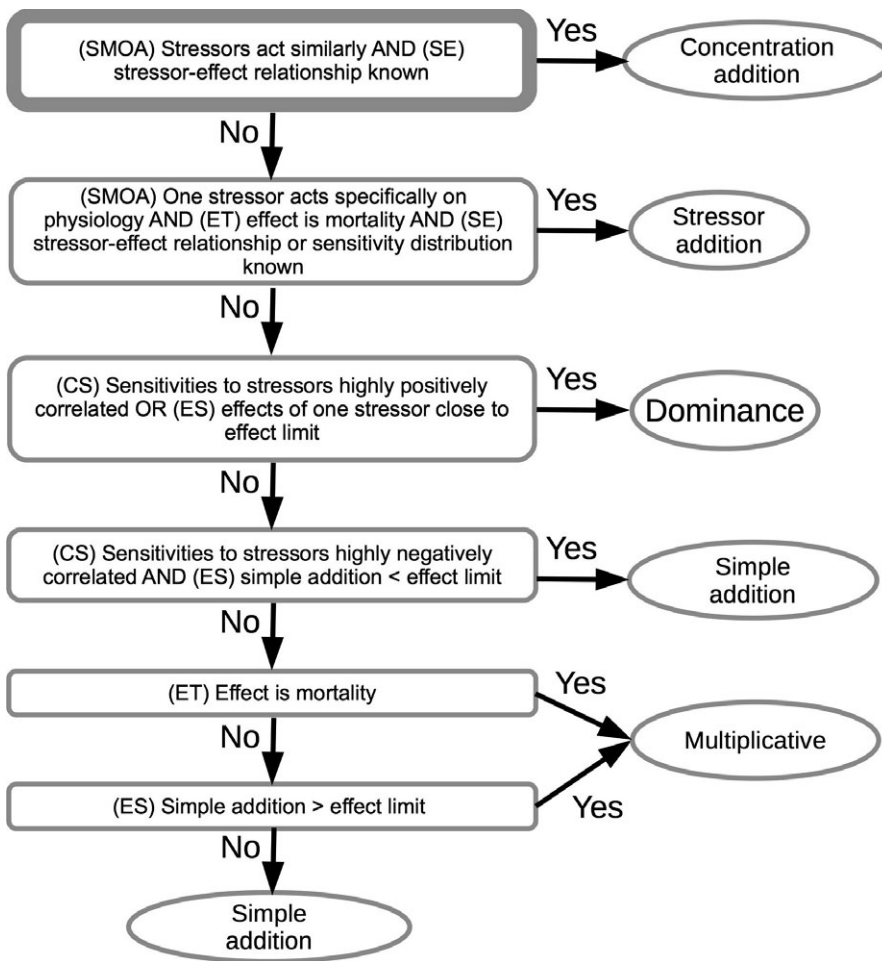 (SMOA) Stressors act similarly AND (SE)
stressor-effect relationship known
Yes
Concentration
addition
No
(SMOA) One stressor acts specifically on
physiology AND (ET) effect is mortality AND (SE)
stressor-effect relationship or sensitivity distribution
known
Yes
Stressor
addition
No
(CS) Sensitivities to stressors highly positively
correlated OR (ES) effects of one stressor close to
effect limit
Yes
Dominance
No
(CS) Sensitivities to stressors highly negatively
correlated AND (ES) simple addition < effect limit
Yes
Simple
addition
No
(ET) Effect is mortality
Yes
Multiplicative
No
(ES) Simple addition > effect limit
Yes
No
Simple
addition